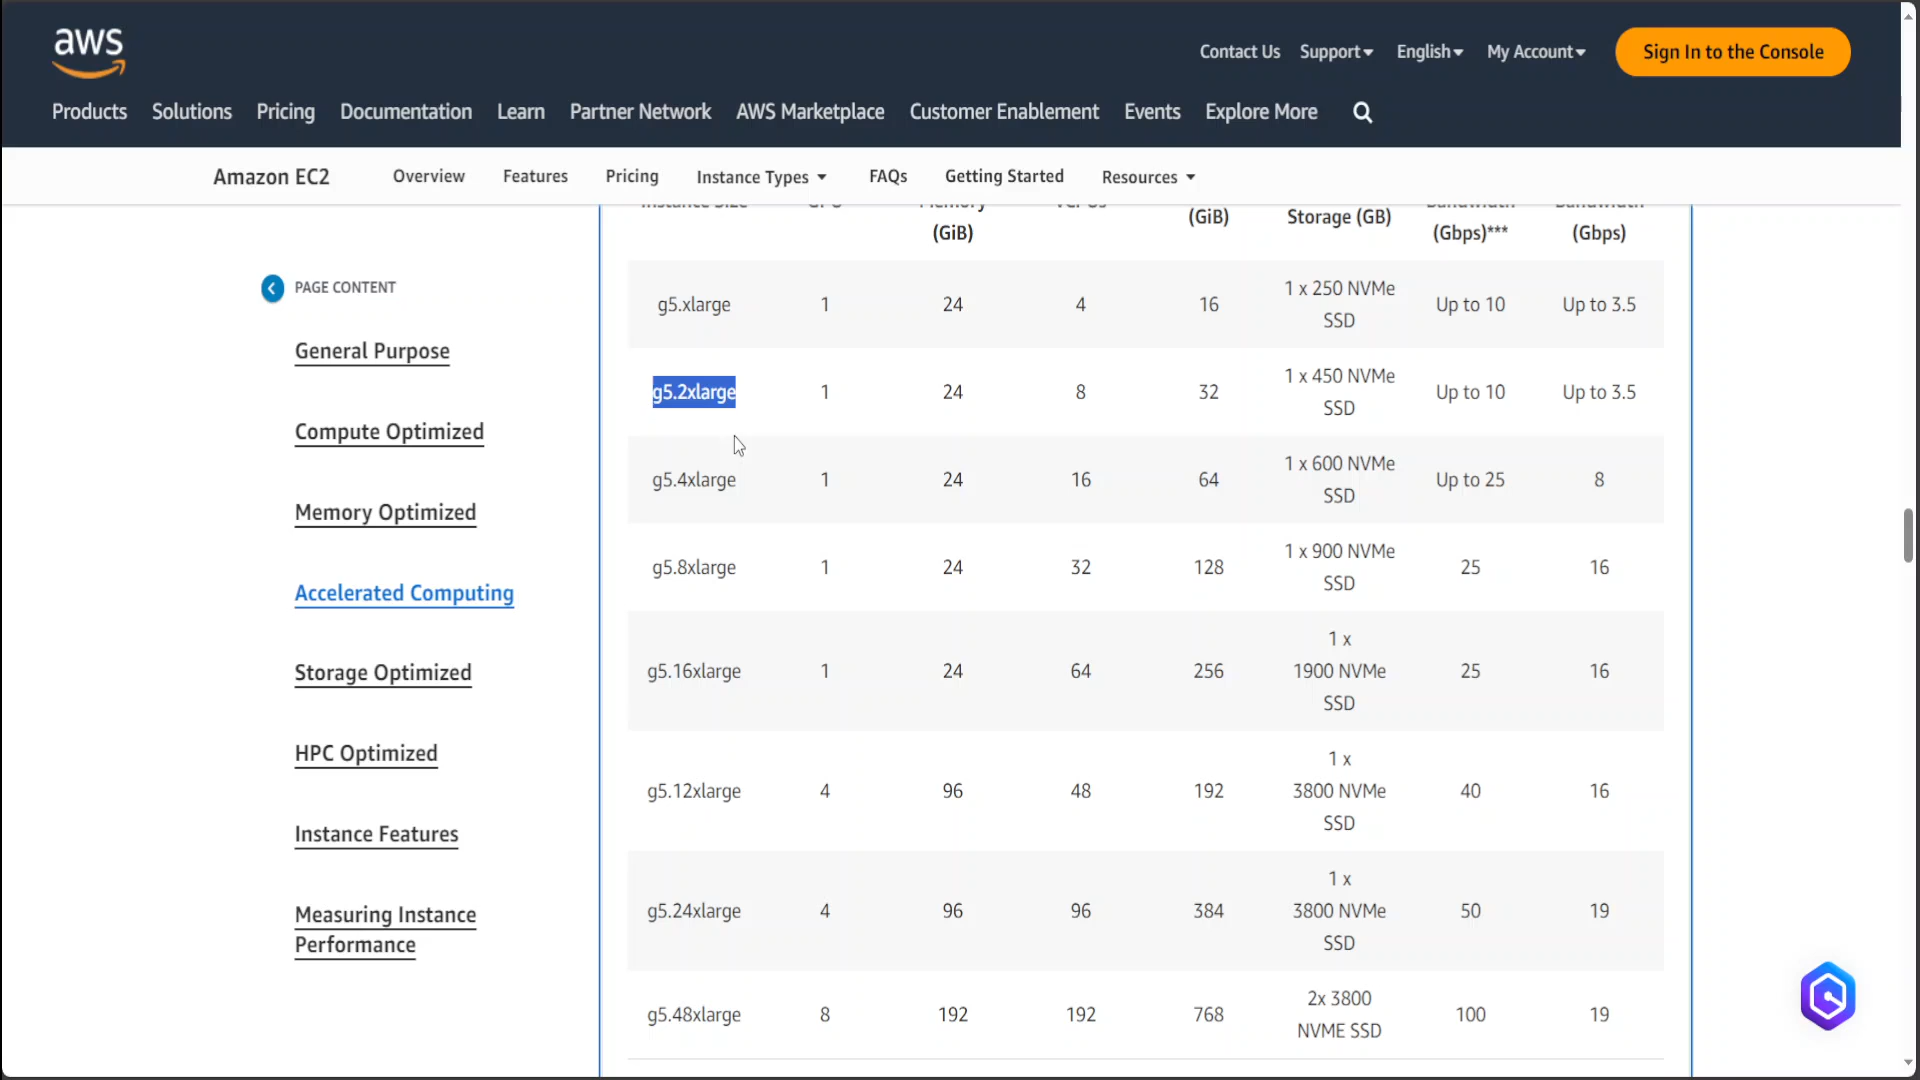 aws
Contact Us Support English My Account Sign In to the Console
Products Solutions Pricing Documentation Learn Partner Network AWS Marketplace Customer Enablement Events Explore More
Amazon EC2 Overview Features Pricing Instance Types FAQs Getting Started Resources
Instance Size GPU Memory vCPUs Bandwidth Bandwidth
(GiB) Storage (GB)
(GiB) (Gbps)*** (Gbps)
PAGE CONTENT
General Purpose
Compute Optimized
Memory Optimized
Accelerated Computing
Storage Optimized
HPC Optimized
Instance Features
Measuring Instance
Performance
g5.xlarge 1 24 4 16 1 x 250 NVMe SSD Up to 10 Up to 3.5
g5.2xlarge 1 24 8 32 1 x 450 NVMe SSD Up to 10 Up to 3.5
g5.4xlarge 1 24 16 64 1 x 600 NVMe SSD Up to 25 8
g5.8xlarge 1 24 32 128 1 x 900 NVMe SSD 25 16
g5.16xlarge 1 24 64 256 1 x 1900 NVMe SSD 25 16
g5.12xlarge 4 96 48 192 1 x 3800 NVMe SSD 40 16
g5.24xlarge 4 96 96 384 1 x 3800 NVMe SSD 50 19
g5.48xlarge 8 192 192 768 2x 3800 NVME SSD 100 19